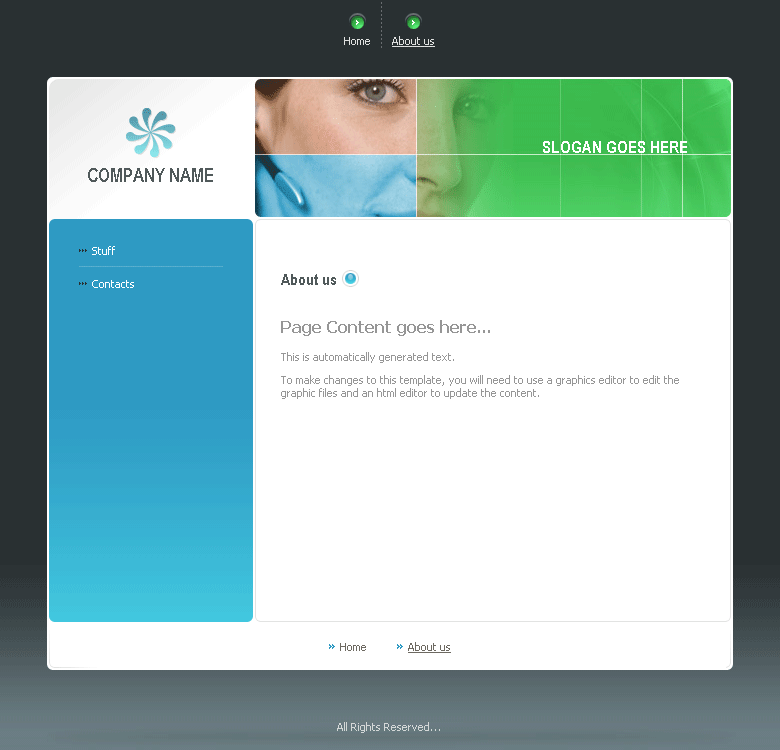 Home
About us
COMPANY NAME
SLOGAN GOES HERE
Stuff
Contacts
About us
Page Content goes here...
This is automatically generated text.
To make changes to this template, you will need to use a graphics editor to edit the
graphic files and an html editor to update the content.
Home
About us
All Rights Reserved...